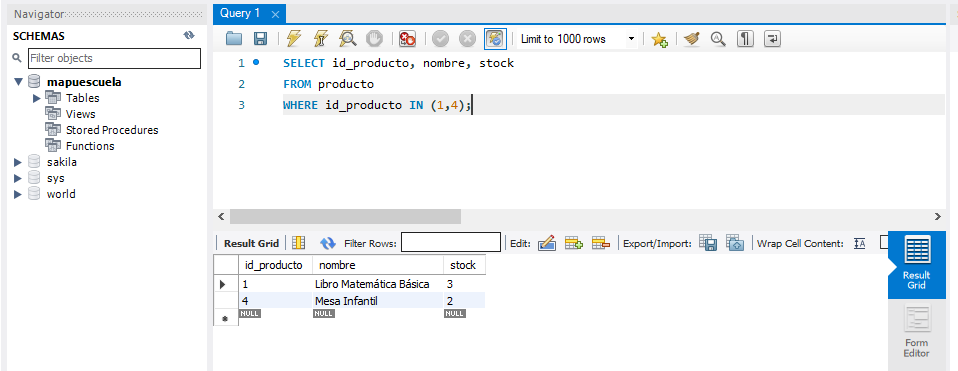 Navigator
SCHEMAS
Filter objects
mapuescuela
Tables
Views
Stored Procedures
Functions
sakila
sys
world
Query 1
Limit to 1000 rows
1 SELECT id_producto, nombre, stock
2 FROM producto
3 WHERE id_producto IN (1,4);
Result Grid Filter Rows: Edit: Export/Import: Wrap Cell Content:
id_producto nombre stock
1 Libro Matemática Básica 3
4 Mesa Infantil 2
NULL NULL NULL
Result
Grid
Form
Editor